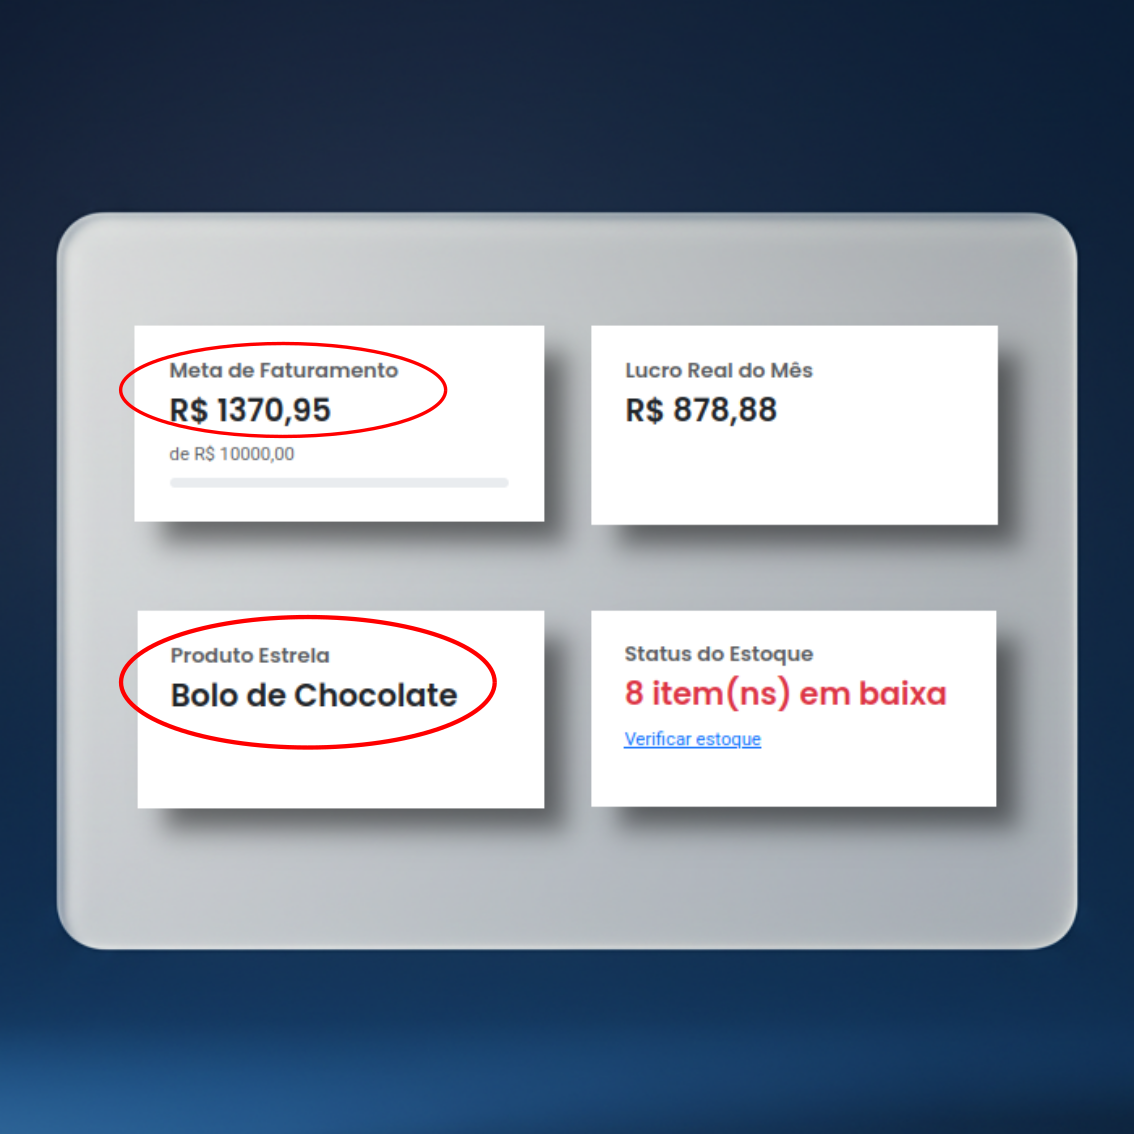 Meta de Faturamento
R$ 1370,95
de R$ 10000,00
Lucro Real do Mês
R$ 878,88
Produto Estrela
Bolo de Chocolate
Status do Estoque
8 item(ns) em baixa
Verificar estoque